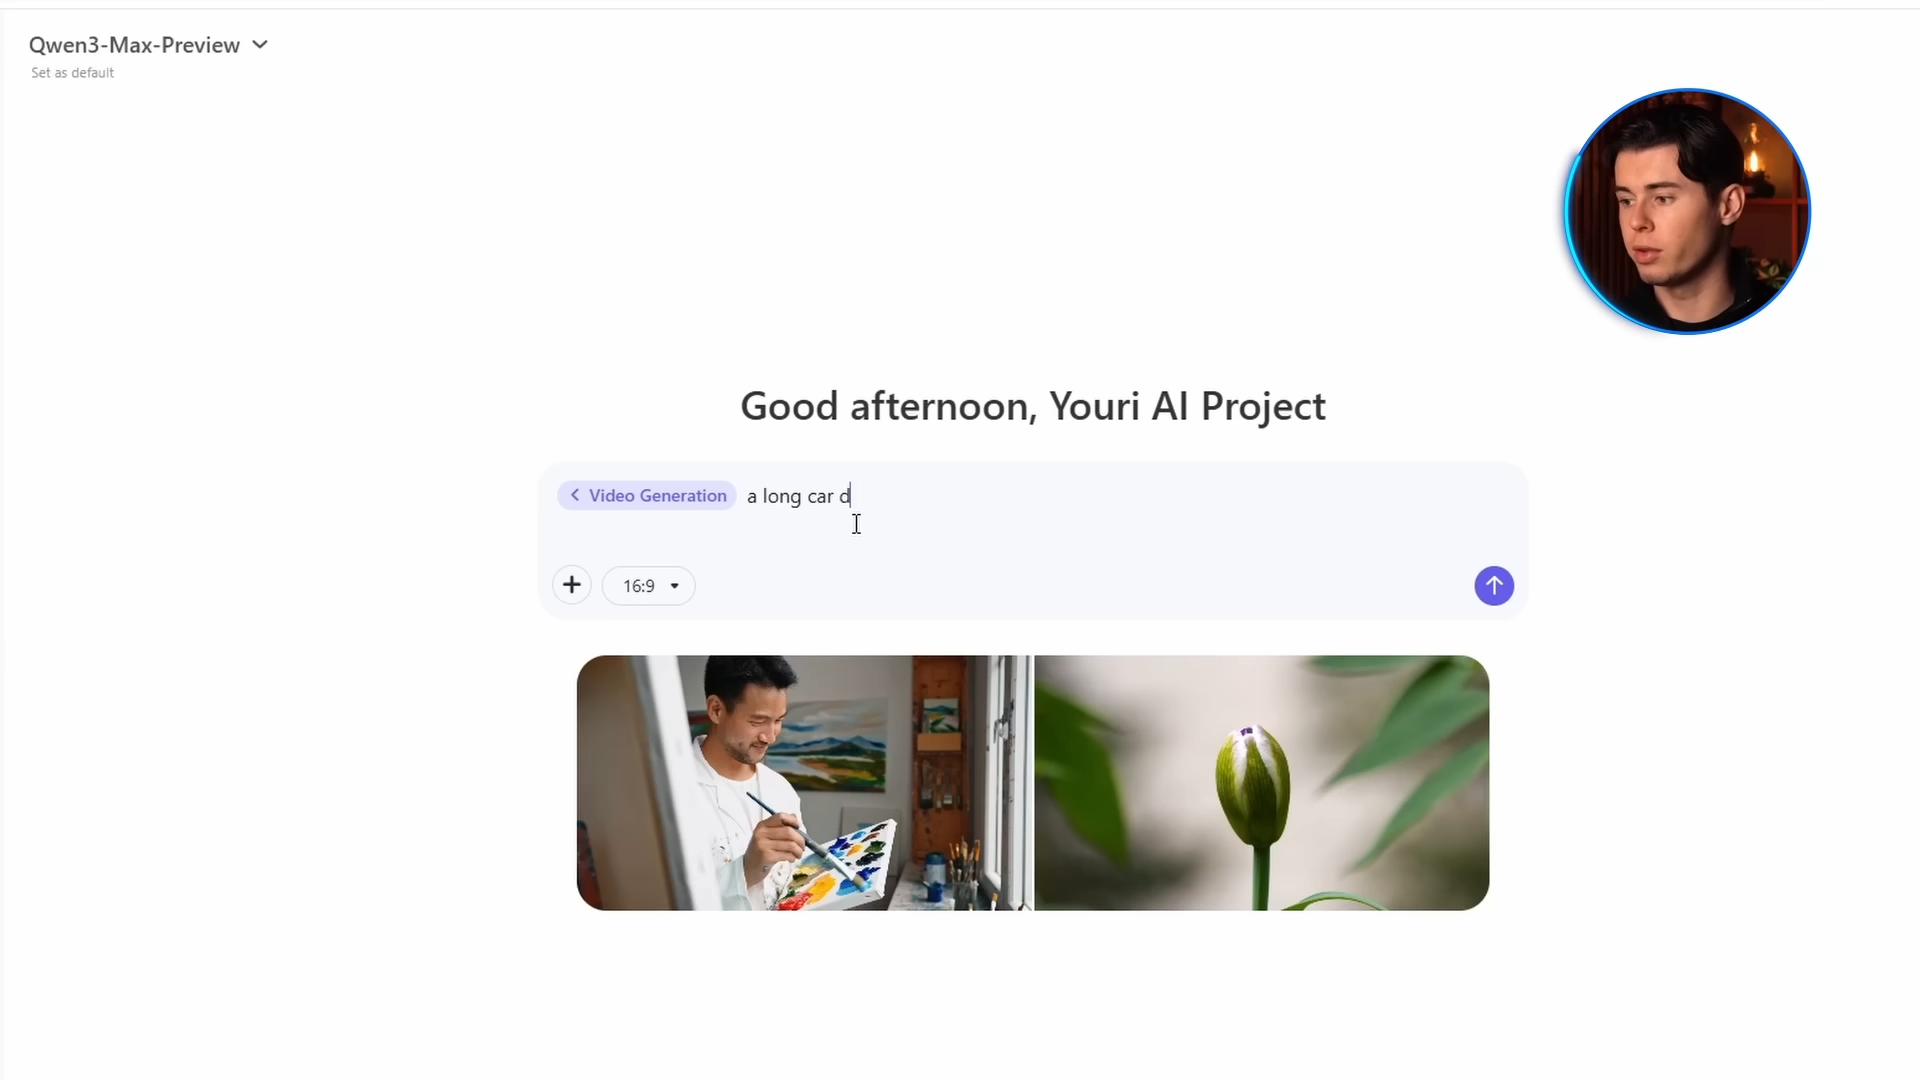 Qwen3-Max-Preview
Set as default
Good afternoon, Youri AI Project
Video Generation a long car d
16:9